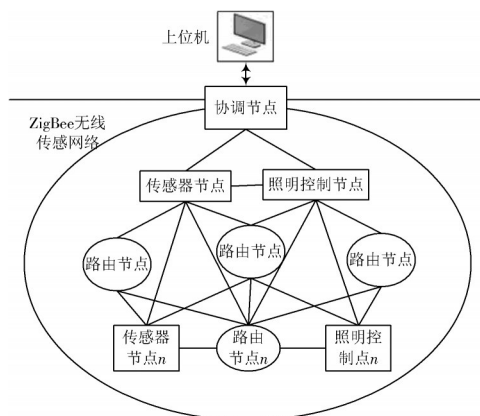 上位机
协调节点
ZigBee无线
传感网络
传感器节点
照明控制节点
路由节点
路由节点
路由节点
传感器
节点n
路由
节点n
照明控
制点n